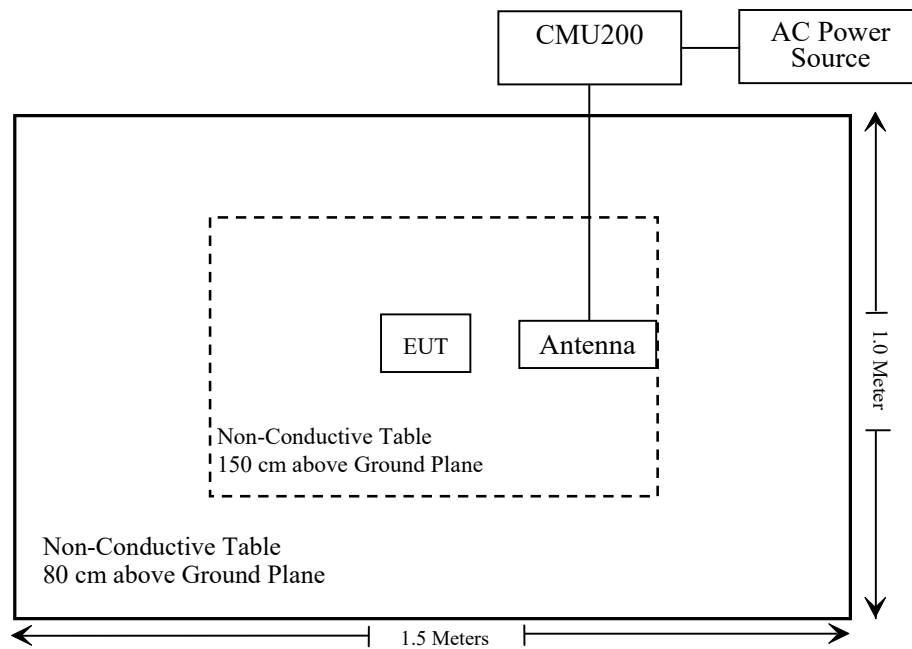 CMU200
AC Power
Source
EUT
Antenna
1.0 Meter
Non-Conductive Table
150 cm above Ground Plane
Non-Conductive Table
80 cm above Ground Plane
1.5 Meters